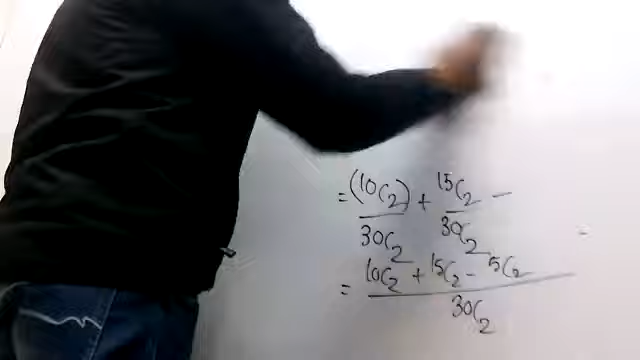 = (10C2)/30C2 + 15C2/30C2 -
= 10C2 + 15C2 - 5C2/30C2